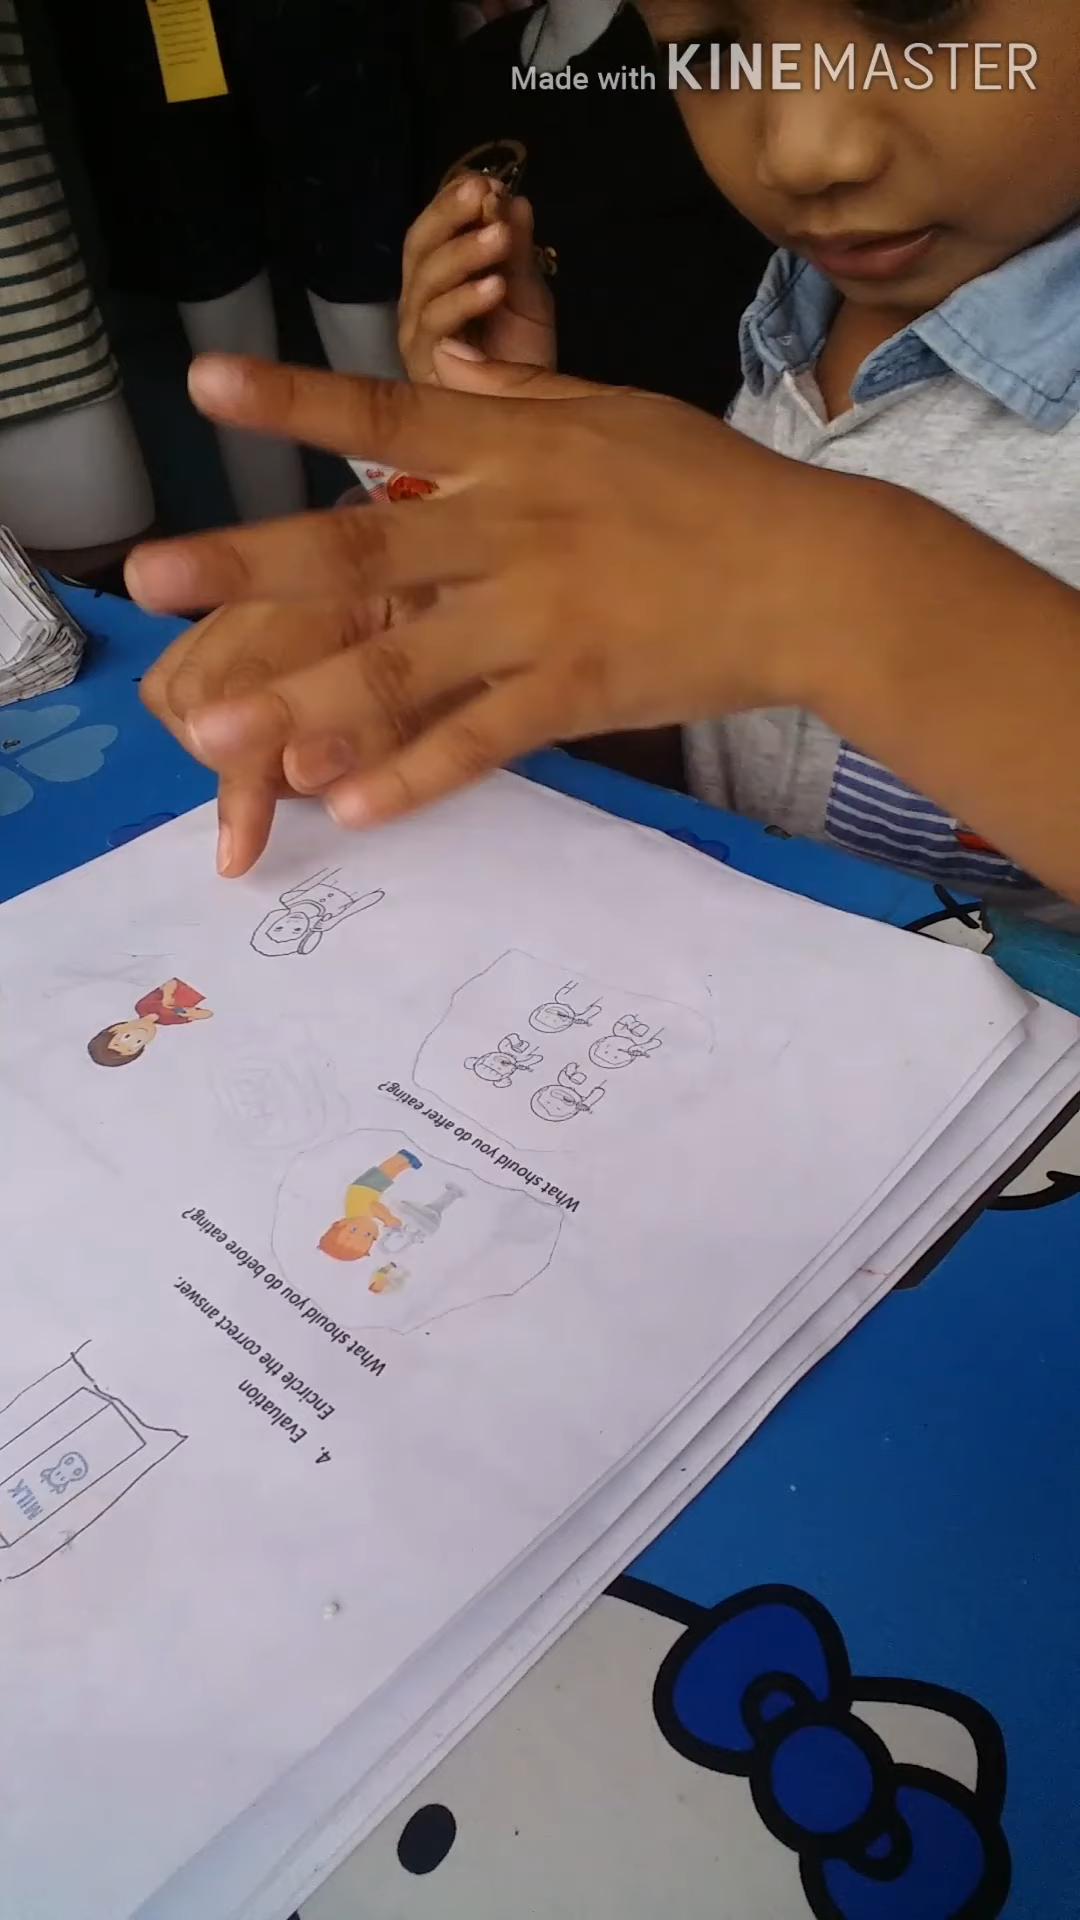 Made with KINEMASTER
MILK
4. Evaluation
Encircle the correct answer.
What should you do before eating?
What should you do after eating?